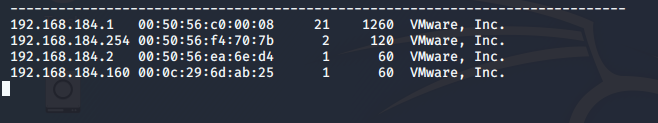 -----------------------------------------------------------------------------
192.168.184.1 00:50:56:c0:00:08 21 1260 VMware, Inc.
192.168.184.254 00:50:56:f4:70:7b 2 120 VMware, Inc.
192.168.184.2 00:50:56:ea:6e:d4 1 60 VMware, Inc.
192.168.184.160 00:0c:29:6d:ab:25 1 60 VMware, Inc.